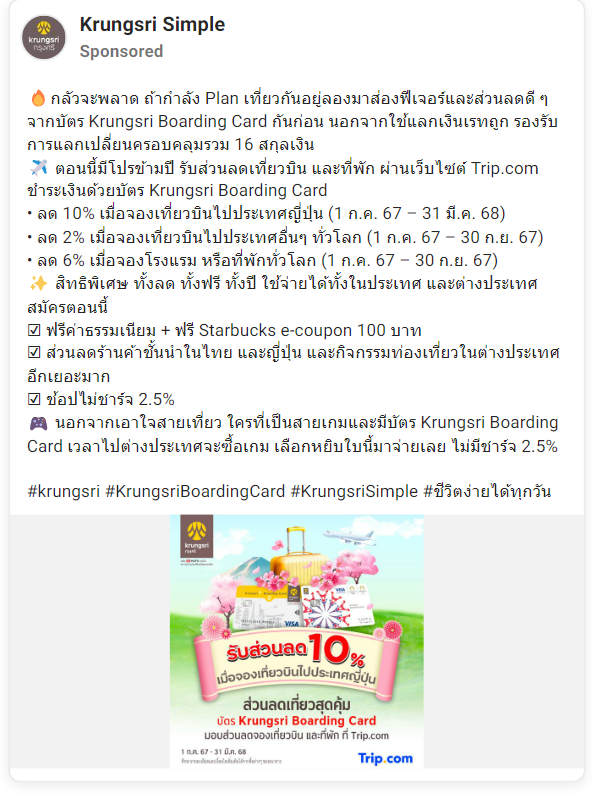 Krungsri Simple
Sponsored
krungsri
กรุงศรี
🔥 กลัวจะพลาด ถ้ากำลัง Plan เที่ยวกันอยู่ลองมาส่องฟีเจอร์และส่วนลดดี ๆ
จากบัตร Krungsri Boarding Card กันก่อน นอกจากใช้แลกเงินเรทถูก รองรับ
การแลกเปลี่ยนครอบคลุมรวม 16 สกุลเงิน
✈️ ตอนนี้มีโปรข้ามปี รับส่วนลดเที่ยวบิน และที่พัก ผ่านเว็บไซต์ Trip.com
ชำระเงินด้วยบัตร Krungsri Boarding Card
• ลด 10% เมื่อจองเที่ยวบินไปประเทศญี่ปุ่น (1 ก.ค. 67 – 31 มี.ค. 68)
• ลด 2% เมื่อจองเที่ยวบินไปประเทศอื่นๆ ทั่วโลก (1 ก.ค. 67 – 30 ก.ย. 67)
• ลด 6% เมื่อจองโรงแรม หรือที่พักทั่วโลก (1 ก.ค. 67 – 30 ก.ย. 67)
✨ สิทธิพิเศษ ทั้งลด ทั้งฟรี ทั้งปี ใช้จ่ายได้ทั้งในประเทศ และต่างประเทศ
สมัครตอนนี้
☑ ฟรีค่าธรรมเนียม + ฟรี Starbucks e-coupon 100 บาท
☑ ส่วนลดร้านค้าชั้นนำในไทย และญี่ปุ่น และกิจกรรมท่องเที่ยวในต่างประเทศ
อีกเยอะมาก
☑ ช้อปไม่ชาร์จ 2.5%
🎮 นอกจากเอาใจสายเที่ยว ใครที่เป็นสายเกมและมีบัตร Krungsri Boarding
Card เวลาไปต่างประเทศจะซื้อเกม เลือกหยิบใบนี้มาจ่ายเลย ไม่มีชาร์จ 2.5%
#krungsri #KrungsriBoardingCard #KrungsriSimple #ชีวิตง่ายได้ทุกวัน
krungsri
กรุงศรี
VISA
VISA
รับส่วนลด 10%
เมื่อจองเที่ยวบินไปประเทศญี่ปุ่น
ส่วนลดเที่ยวสุดคุ้ม
บัตร Krungsri Boarding Card
มอบส่วนลดจองเที่ยวบิน และที่พัก ที่ Trip.com
1 ก.ค. 67 - 31 มี.ค. 68
Trip.com